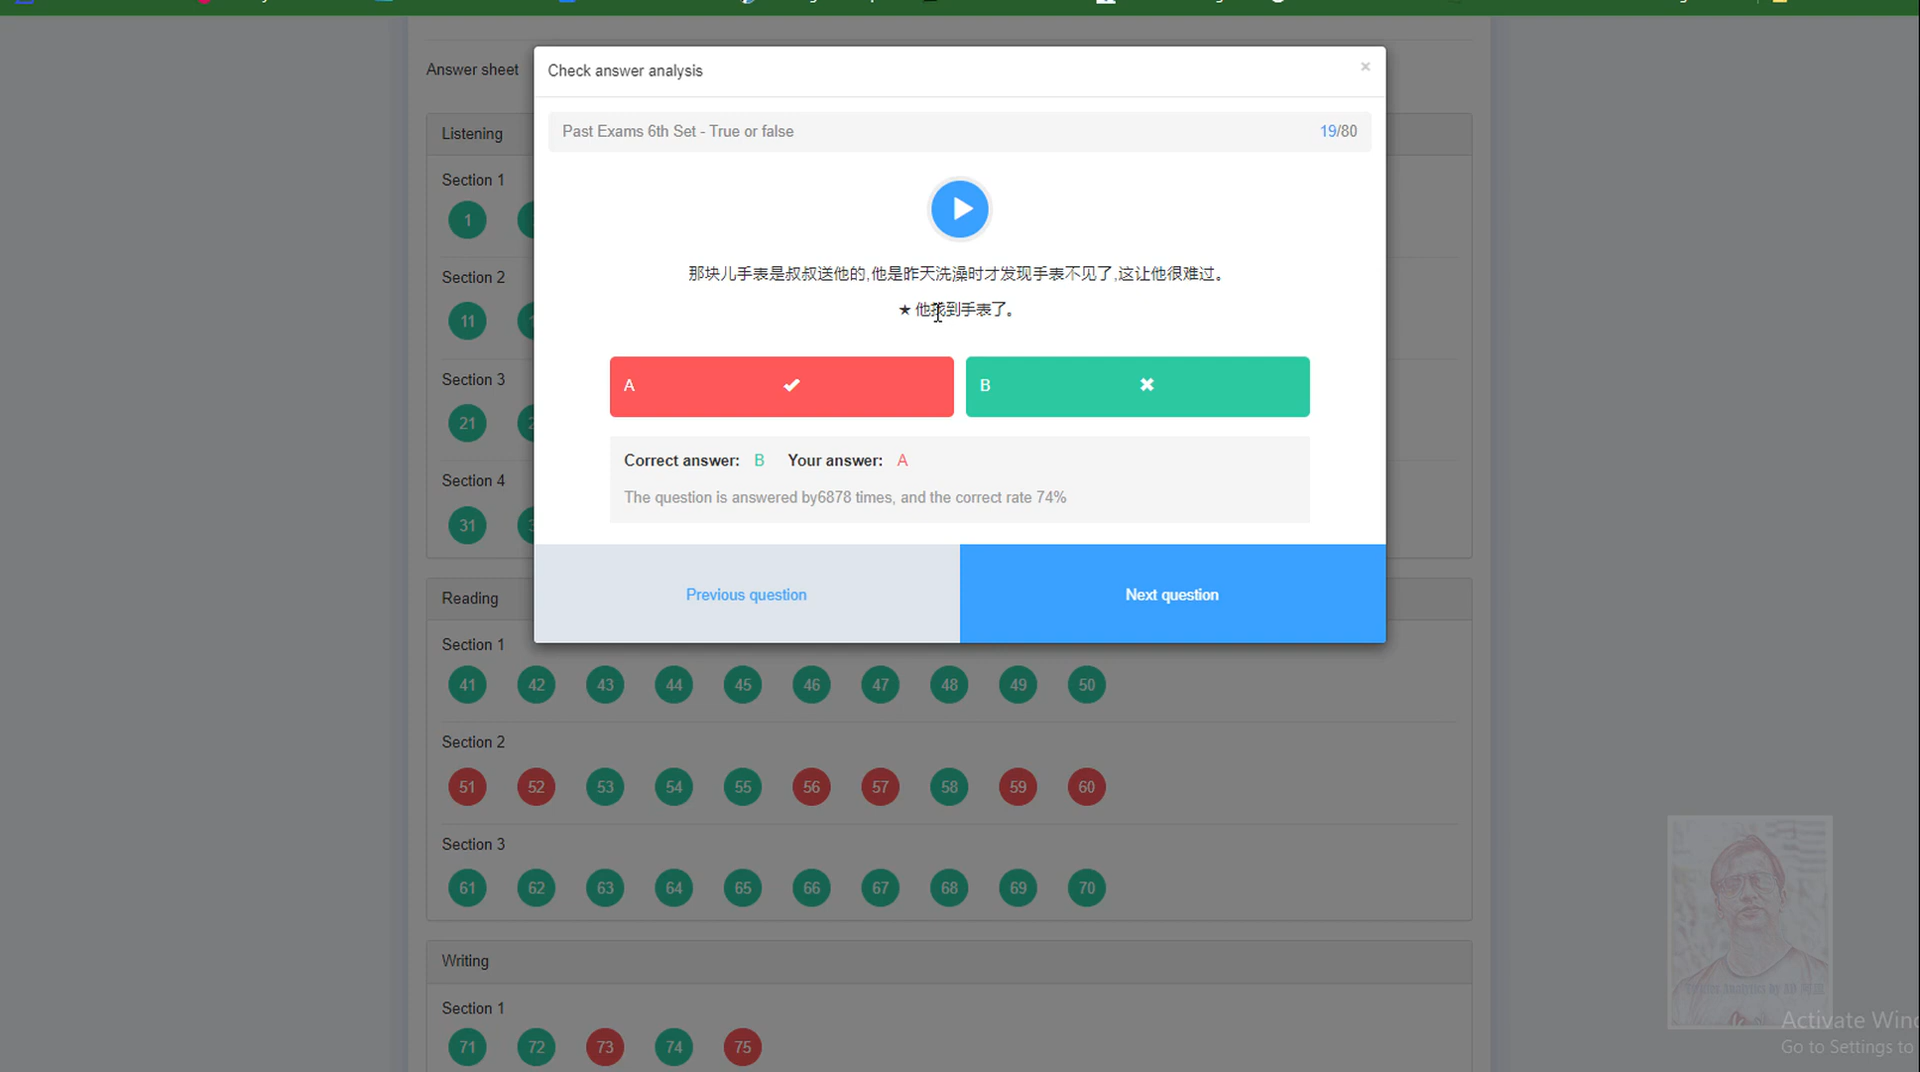 Check answer analysis
×
Answer sheet
Past Exams 6th Set - True or false
19/80
Listening
Section 1
1
那块儿手表是叔叔送他的,他是昨天洗澡时才发现手表不见了,这让他很难过。
★ 他找到手表了。
Section 2
11
A
B
Section 3
21
Correct answer: B Your answer: A
The question is answered by6878 times, and the correct rate 74%
Section 4
31
Previous question
Next question
Reading
Section 1
41 42 43 44 45 46 47 48 49 50
Section 2
51 52 53 54 55 56 57 58 59 60
Section 3
61 62 63 64 65 66 67 68 69 70
Writing
Section 1
71 72 73 74 75
Activate Win
Go to Settings to